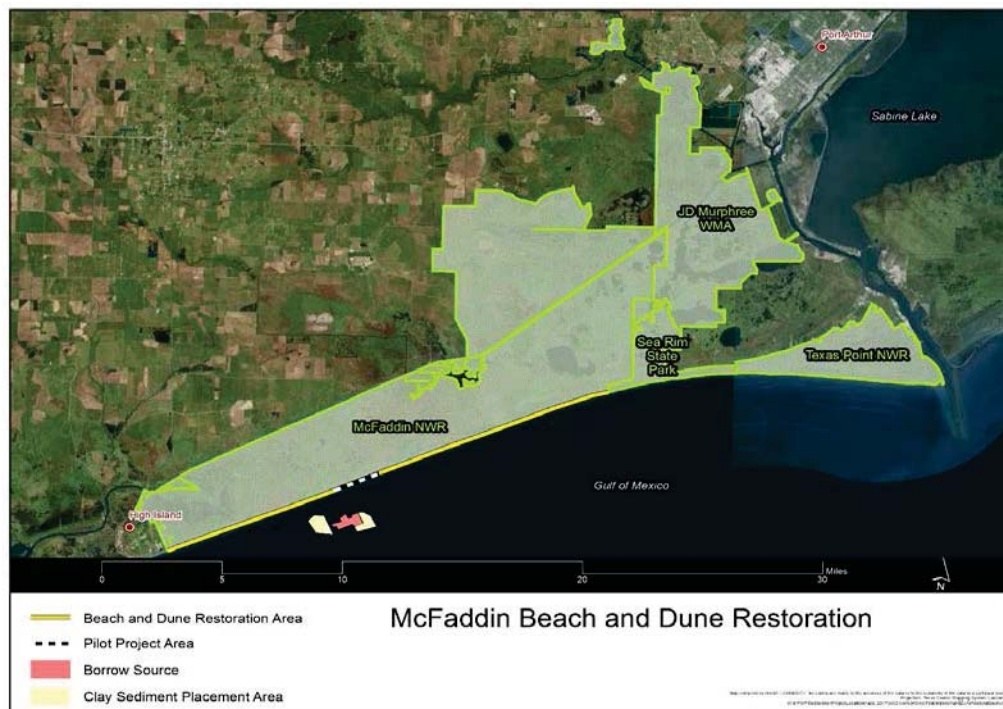 Port Arthur
Sabine Lake
JD Murphree
WMA
Sea Rim
State
Park
Texas Point NWR
McFaddin NWR
Gulf of Mexico
High Island
0 5 10 20 30
Miles
N
McFaddin Beach and Dune Restoration
Beach and Dune Restoration Area
Pilot Project Area
Borrow Source
Clay Sediment Placement Area